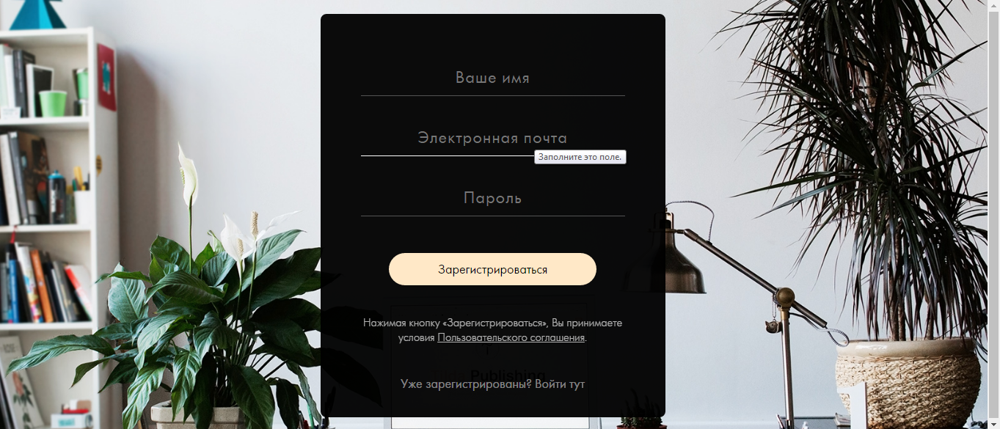 Ваше имя
Электронная почта
Заполните это поле.
Пароль
Зарегистрироваться
Нажимая кнопку «Зарегистрироваться», Вы принимаете
условия Пользовательского соглашения.
Publishing
Уже зарегистрированы? Войти тут